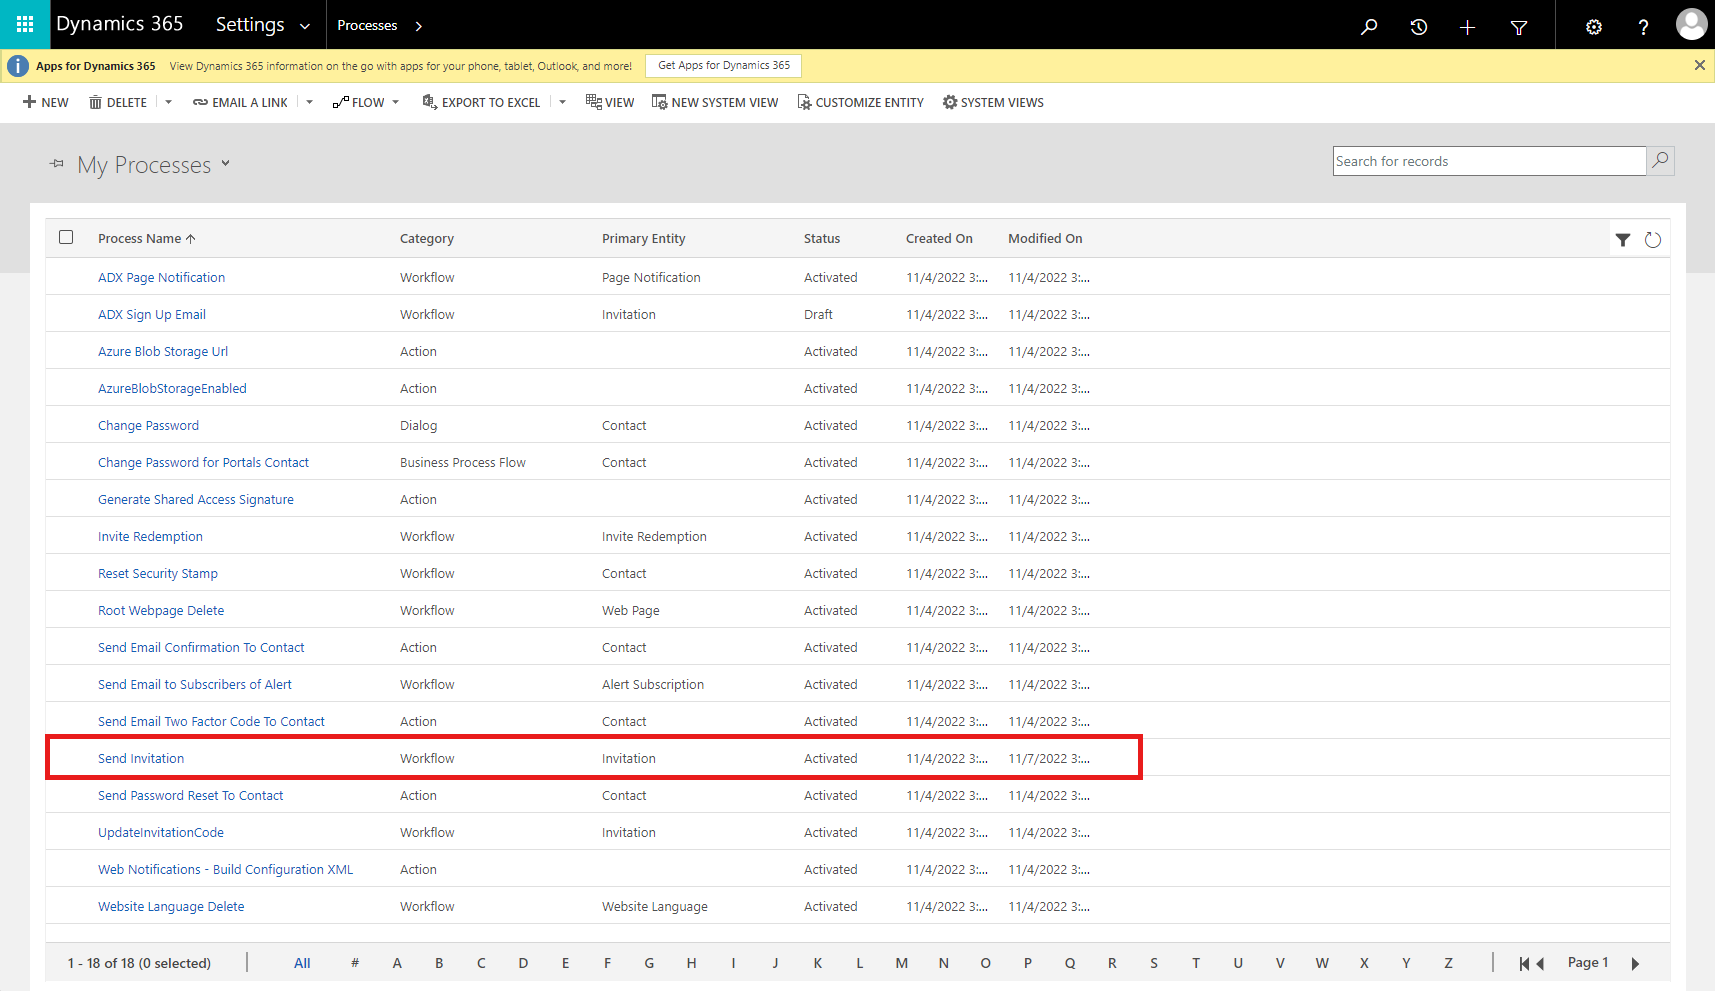 Dynamics 365 Settings Processes
Apps for Dynamics 365 View Dynamics 365 information on the go with apps for your phone, tablet, Outlook, and more! Get Apps for Dynamics 365
NEW DELETE EMAIL A LINK FLOW EXPORT TO EXCEL VIEW NEW SYSTEM VIEW CUSTOMIZE ENTITY SYSTEM VIEWS
My Processes
Search for records
Process Name Category Primary Entity Status Created On Modified On
ADX Page Notification Workflow Page Notification Activated 11/4/2022 3:... 11/4/2022 3:...
ADX Sign Up Email Workflow Invitation Draft 11/4/2022 3:... 11/4/2022 3:...
Azure Blob Storage Url Action Activated 11/4/2022 3:... 11/4/2022 3:...
AzureBlobStorageEnabled Action Activated 11/4/2022 3:... 11/4/2022 3:...
Change Password Dialog Contact Activated 11/4/2022 3:... 11/4/2022 3:...
Change Password for Portals Contact Business Process Flow Contact Activated 11/4/2022 3:... 11/4/2022 3:...
Generate Shared Access Signature Action Activated 11/4/2022 3:... 11/4/2022 3:...
Invite Redemption Workflow Invite Redemption Activated 11/4/2022 3:... 11/4/2022 3:...
Reset Security Stamp Workflow Contact Activated 11/4/2022 3:... 11/4/2022 3:...
Root Webpage Delete Workflow Web Page Activated 11/4/2022 3:... 11/4/2022 3:...
Send Email Confirmation To Contact Action Contact Activated 11/4/2022 3:... 11/4/2022 3:...
Send Email to Subscribers of Alert Workflow Alert Subscription Activated 11/4/2022 3:... 11/4/2022 3:...
Send Email Two Factor Code To Contact Action Contact Activated 11/4/2022 3:... 11/4/2022 3:...
Send Invitation Workflow Invitation Activated 11/4/2022 3:... 11/7/2022 3:...
Send Password Reset To Contact Action Contact Activated 11/4/2022 3:... 11/4/2022 3:...
UpdateInvitationCode Workflow Invitation Activated 11/4/2022 3:... 11/4/2022 3:...
Web Notifications - Build Configuration XML Action Activated 11/4/2022 3:... 11/4/2022 3:...
Website Language Delete Workflow Website Language Activated 11/4/2022 3:... 11/4/2022 3:...
1 - 18 of 18 (0 selected) All # A B C D E F G H I J K L M N O P Q R S T U V W X Y Z Page 1